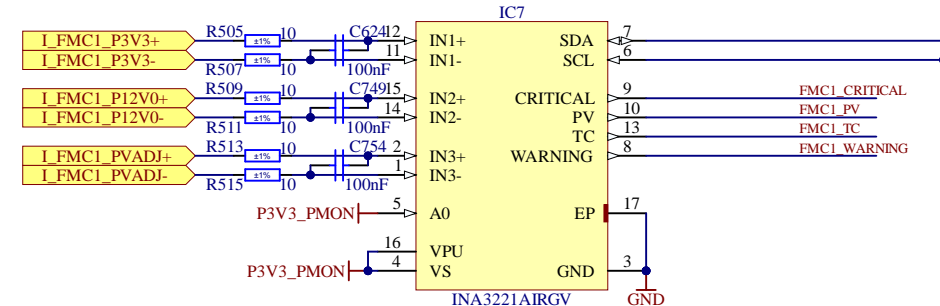 IC7
I_FMC1_P3V3+ R505 ±1% 10 C624 12 IN1+ SDA 7
I_FMC1_P3V3- R507 ±1% 10 100nF 11 IN1- SCL 6
I_FMC1_P12V0+ R509 ±1% 10 C749 15 IN2+ CRITICAL 9 FMC1_CRITICAL
I_FMC1_P12V0- R511 ±1% 10 100nF 14 IN2- PV 10 FMC1_PV
TC 13 FMC1_TC
I_FMC1_PVADJ+ R513 ±1% 10 C754 2 IN3+ WARNING 8 FMC1_WARNING
I_FMC1_PVADJ- R515 ±1% 10 100nF 1 IN3-
P3V3_PMON 5 A0 EP 17
16 VPU
P3V3_PMON 4 VS GND 3
INA3221AIRGV GND